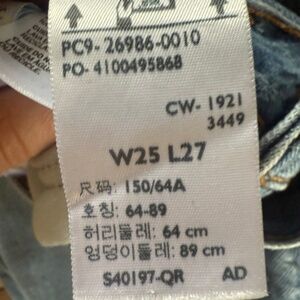 PC9- 26986-0010
PO- 4100495868
CW- 1921
3449
W25 L27
尺码: 150/64A
호칭: 64-89
허리둘레: 64 cm
엉덩이둘레: 89 cm
S40197-QR AD